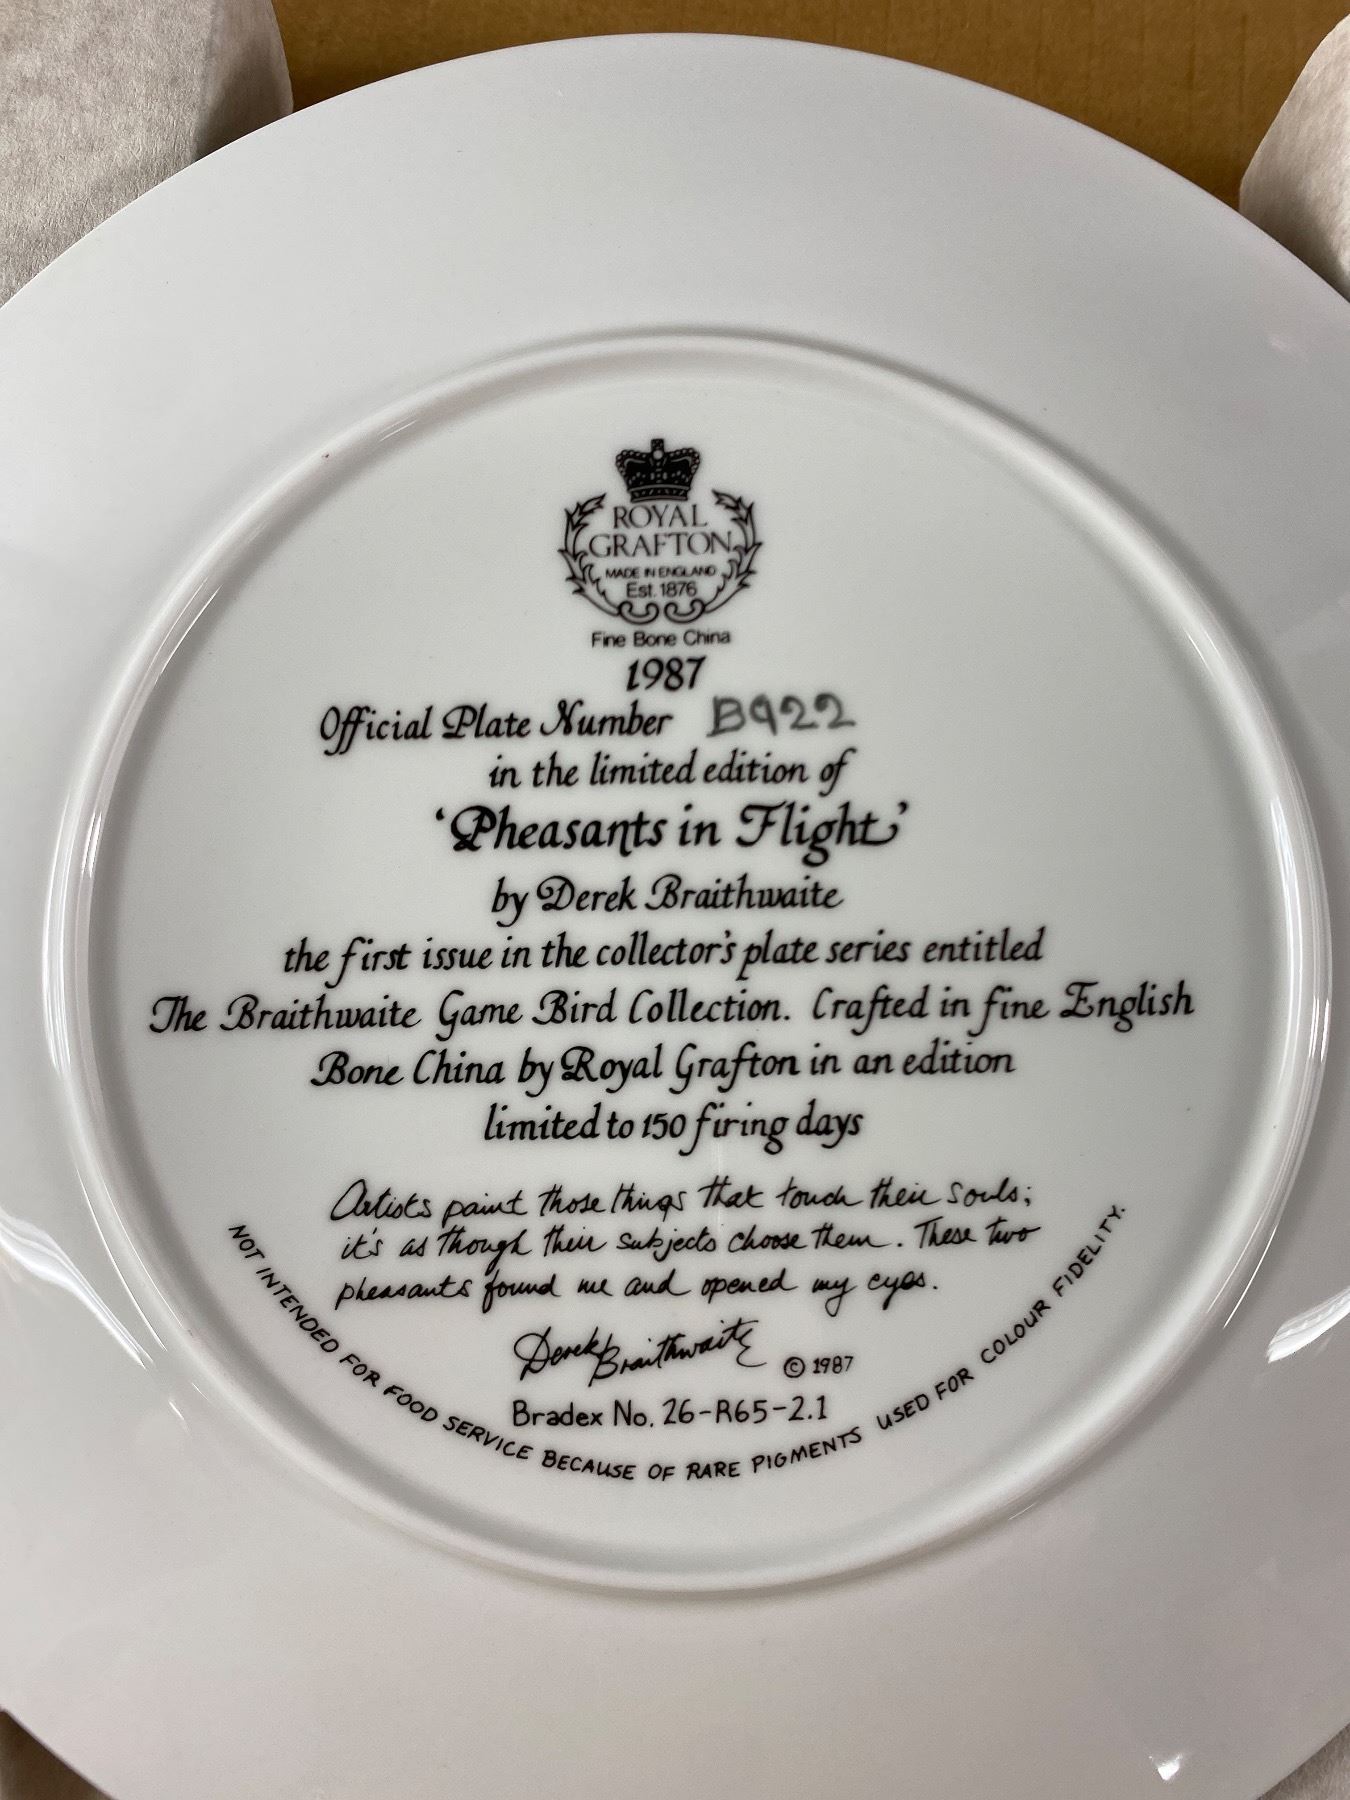 ROYAL
GRAFTON
MADE IN ENGLAND
Est. 1876
Fine Bone China
1987
Official Plate Number B922
in the limited edition of
‘Pheasants in Flight’
by Derek Braithwaite
the first issue in the collector's plate series entitled
The Braithwaite Game Bird Collection. Crafted in fine English
Bone China by Royal Grafton in an edition
limited to 150 firing days
Artists paint those things that touch their souls;
it's as though their subjects choose them. These two
pheasants found me and opened my eyes.
Derek Braithwaite © 1987
Bradex No. 26-R65-2.1
NOT INTENDED FOR FOOD SERVICE BECAUSE OF RARE PIGMENTS USED FOR COLOUR FIDELITY.